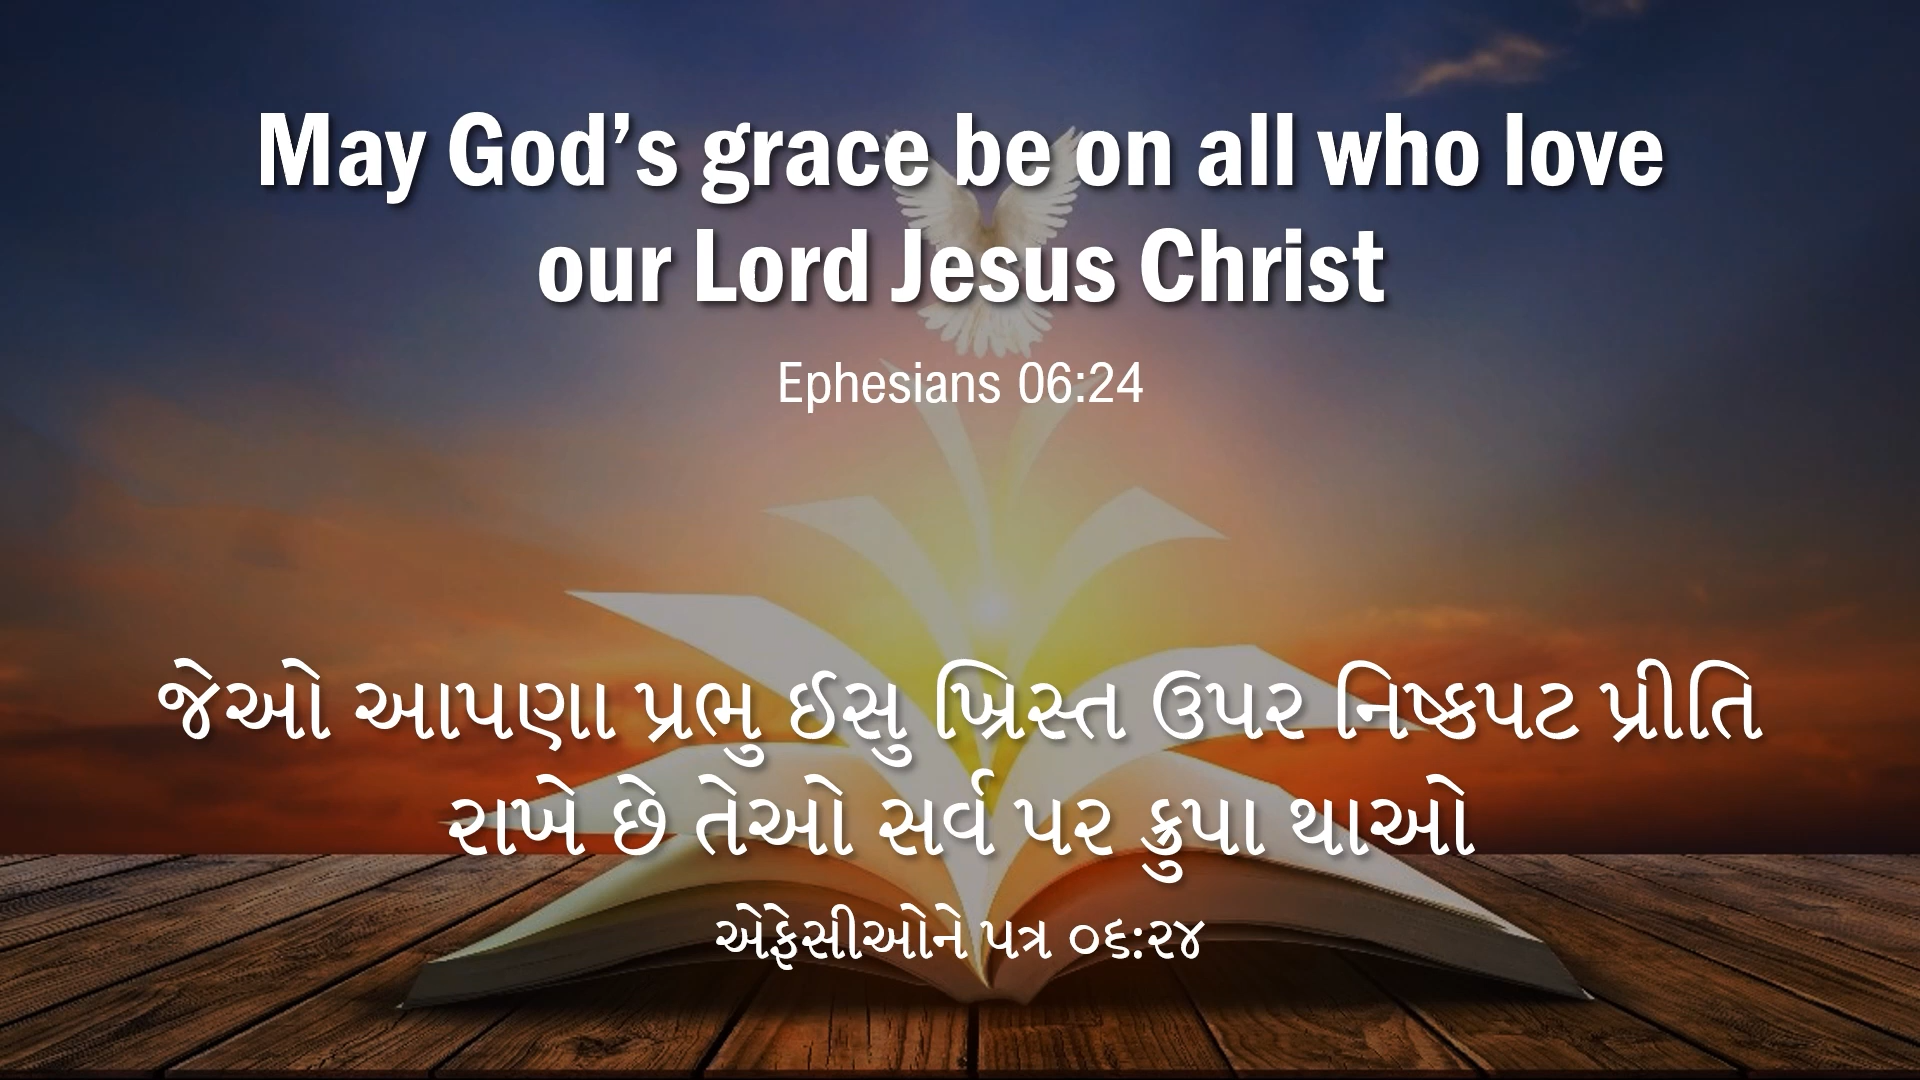 May God’s grace be on all who love
our Lord Jesus Christ
Ephesians 06:24
જેઓ આપણા પ્રભુ ઈસુ ખ્રિસ્ત ઉપર નિષ્કપટ પ્રીતિ
રાખે છે તેઓ સર્વ પર ક્રુપા થાઓ
એફેસીઓને પત્ર ૦૬:૨૪